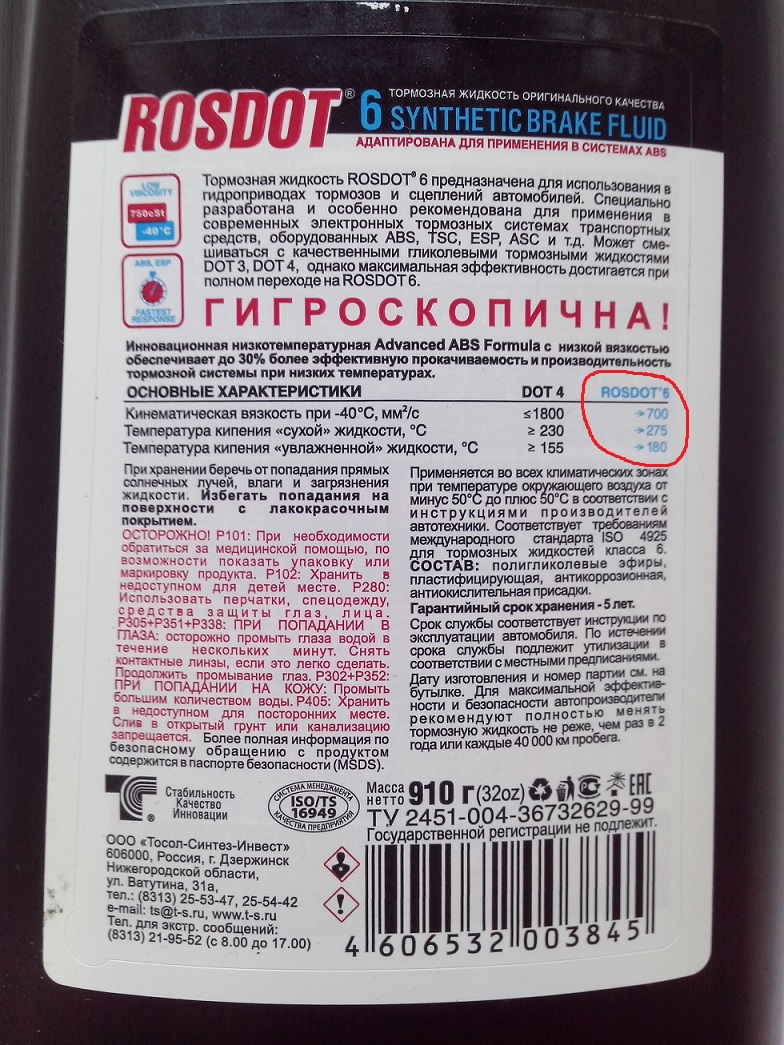 ROSDOT® 6 ТОРМОЗНАЯ ЖИДКОСТЬ ОРИГИНАЛЬНОГО КАЧЕСТВА
SYNTHETIC BRAKE FLUID
АДАПТИРОВАНА ДЛЯ ПРИМЕНЕНИЯ В СИСТЕМАХ ABS
LOW
VISCOSITY
750cSt
-40°C
ABS, ESP
FASTEST
RESPONSE
Тормозная жидкость ROSDOT® 6 предназначена для использования в
гидроприводах тормозов и сцеплений автомобилей. Специально
разработана и особенно рекомендована для применения в
современных электронных тормозных системах транспортных
средств, оборудованных ABS, TSC, ESP, ASC и т.д. Может сме-
шиваться с качественными гликолевыми тормозными жидкостями
DOT 3, DOT 4, однако максимальная эффективность достигается при
полном переходе на ROSDOT 6.
ГИГРОСКОПИЧНА!
Инновационная низкотемпературная Advanced ABS Formula с низкой вязкостью
обеспечивает до 30% более эффективную прокачиваемость и производительность
тормозной системы при низких температурах.
ОСНОВНЫЕ ХАРАКТЕРИСТИКИ DOT 4 ROSDOT®6
Кинематическая вязкость при -40°C, мм²/с ≤1800 →700
Температура кипения «сухой» жидкости, °C ≥ 230 →275
Температура кипения «увлажненной» жидкости, °C ≥ 155 →180
При хранении беречь от попадания прямых
солнечных лучей, влаги и загрязнения
жидкости. Избегать попадания на
поверхности с лакокрасочным
покрытием.
ОСТОРОЖНО! P101: При необходимости
обратиться за медицинской помощью, по
возможности показать упаковку или
маркировку продукта. P102: Хранить в
недоступном для детей месте. P280:
Использовать перчатки, спецодежду,
средства защиты глаз, лица.
P305+P351+P338: ПРИ ПОПАДАНИИ В
ГЛАЗА: осторожно промыть глаза водой в
течение нескольких минут. Снять
контактные линзы, если это легко сделать.
Продолжить промывание глаз. P302+P352:
ПРИ ПОПАДАНИИ НА КОЖУ: Промыть
большим количеством воды. P405: Хранить
в недоступном для посторонних месте.
Слив в открытый грунт или канализацию
запрещается. Более полная информация по
безопасному обращению с продуктом
содержится в паспорте безопасности (MSDS).
Применяется во всех климатических зонах
при температуре окружающего воздуха от
минус 50°C до плюс 50°C в соответствии с
инструкциями производителей
автотехники. Соответствует требованиям
международного стандарта ISO 4925
для тормозных жидкостей класса 6.
СОСТАВ: полигликолевые эфиры,
пластифицирующая, антикоррозионная,
антиокислительная присадки.
Гарантийный срок хранения - 5 лет.
Срок службы соответствует инструкции по
эксплуатации автомобиля. По истечении
срока службы подлежит утилизации в
соответствии с местными предписаниями.
Дату изготовления и номер партии см. на
бутылке. Для максимальной эффектив-
ности и безопасности автопроизводители
рекомендуют полностью менять
тормозную жидкость не реже, чем раз в 2
года или каждые 40 000 км пробега.
Стабильность
Качество
Инновации
СИСТЕМА МЕНЕДЖМЕНТА
ISO/TS
16949
КАЧЕСТВА ПРЕДПРИЯТИЯ
Масса
нетто 910 г (32oz) EAC
ТУ 2451-004-36732629-99
Государственной регистрации не подлежит.
ООО «Тосол-Синтез-Инвест»
606000, Россия, г. Дзержинск
Нижегородской области,
ул. Ватутина, 31а,
тел.: (8313) 25-53-47, 25-54-42
e-mail: ts@t-s.ru, www.t-s.ru
Тел. для экстр. сообщений:
(8313) 21-95-52 (с 8.00 до 17.00)
4 606532 003845